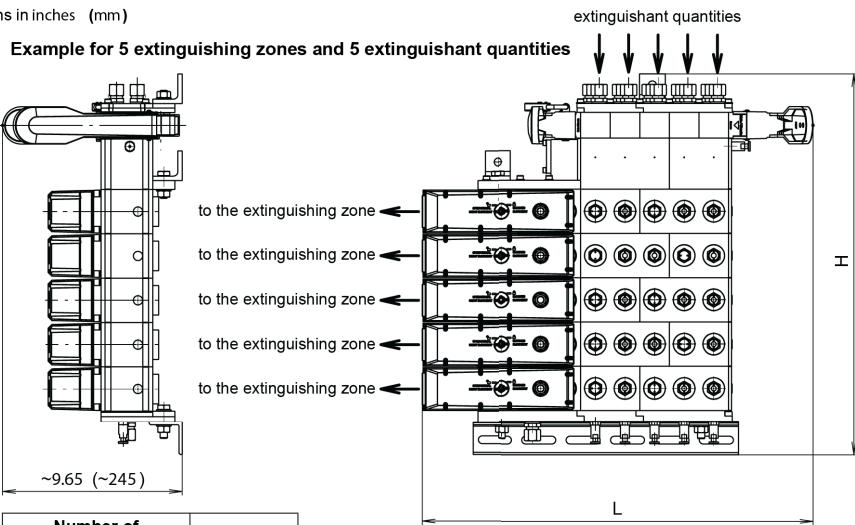 ns in inches (mm)
extinguishant quantities
Example for 5 extinguishing zones and 5 extinguishant quantities
to the extinguishing zone
to the extinguishing zone
to the extinguishing zone
to the extinguishing zone
to the extinguishing zone
H
~9.65 (~245)
L
Number of